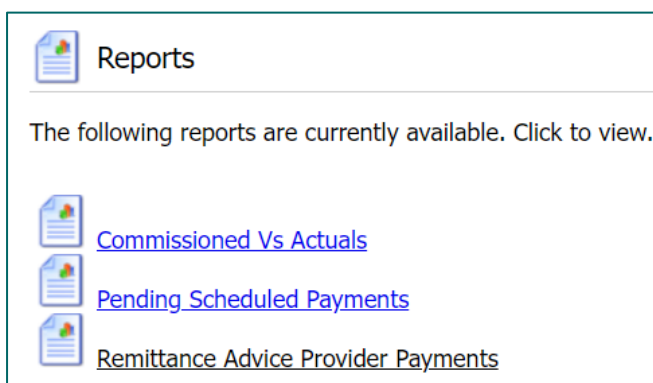 Reports
The following reports are currently available. Click to view.
Commissioned Vs Actuals
Pending Scheduled Payments
Remittance Advice Provider Payments